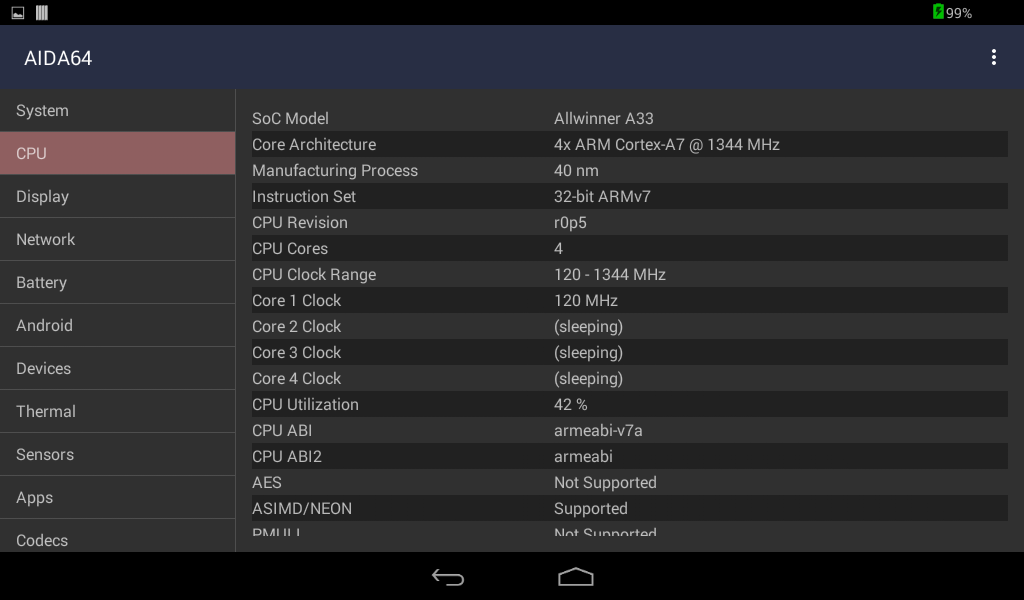 99%
AIDA64
System
CPU
Display
Network
Battery
Android
Devices
Thermal
Sensors
Apps
Codecs
SoC Model Allwinner A33
Core Architecture 4x ARM Cortex-A7 @ 1344 MHz
Manufacturing Process 40 nm
Instruction Set 32-bit ARMv7
CPU Revision r0p5
CPU Cores 4
CPU Clock Range 120 - 1344 MHz
Core 1 Clock 120 MHz
Core 2 Clock (sleeping)
Core 3 Clock (sleeping)
Core 4 Clock (sleeping)
CPU Utilization 42 %
CPU ABI armeabi-v7a
CPU ABI2 armeabi
AES Not Supported
ASIMD/NEON Supported
PMULL Not Supported